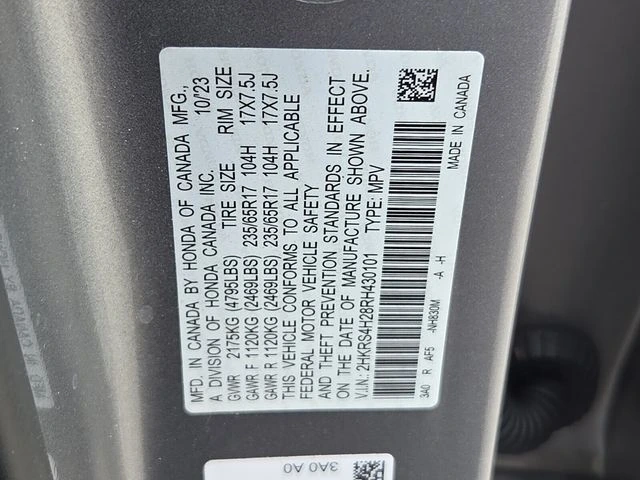 MFD. IN CANADA BY HONDA OF CANADA MFG.,
A DIVISION OF HONDA CANADA INC. 10/23
GVWR 2175KG (4795LBS) TIRE SIZE RIM SIZE
GAWR F 1120KG (2469LBS) 235/65R17 104H 17X7.5J
GAWR R 1120KG (2469LBS) 235/65R17 104H 17X7.5J
THIS VEHICLE CONFORMS TO ALL APPLICABLE
FEDERAL MOTOR VEHICLE SAFETY
AND THEFT PREVENTION STANDARDS IN EFFECT
ON THE DATE OF MANUFACTURE SHOWN ABOVE.
V.I.N.: 2HKRS4H28RH430101 TYPE: MPV
3A0 R AF5 -NH830M -A -H
MADE IN CANADA
3A0 A0